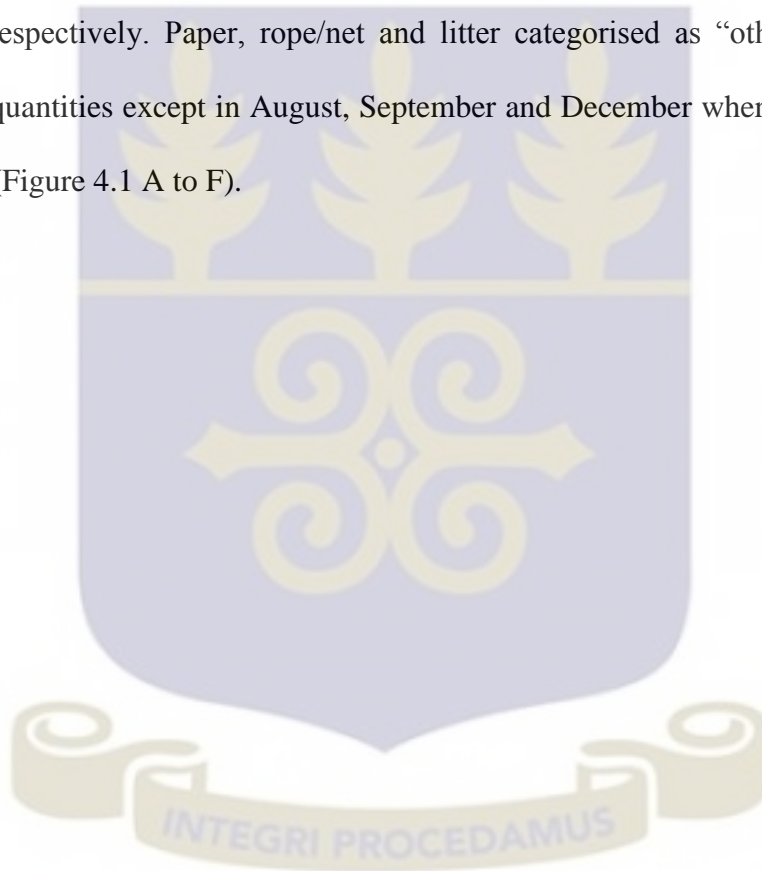 espectively. Paper, rope/net and litter categorised as “oth
quantities except in August, September and December wher
Figure 4.1 A to F).
INTEGRI PROCEDAMUS